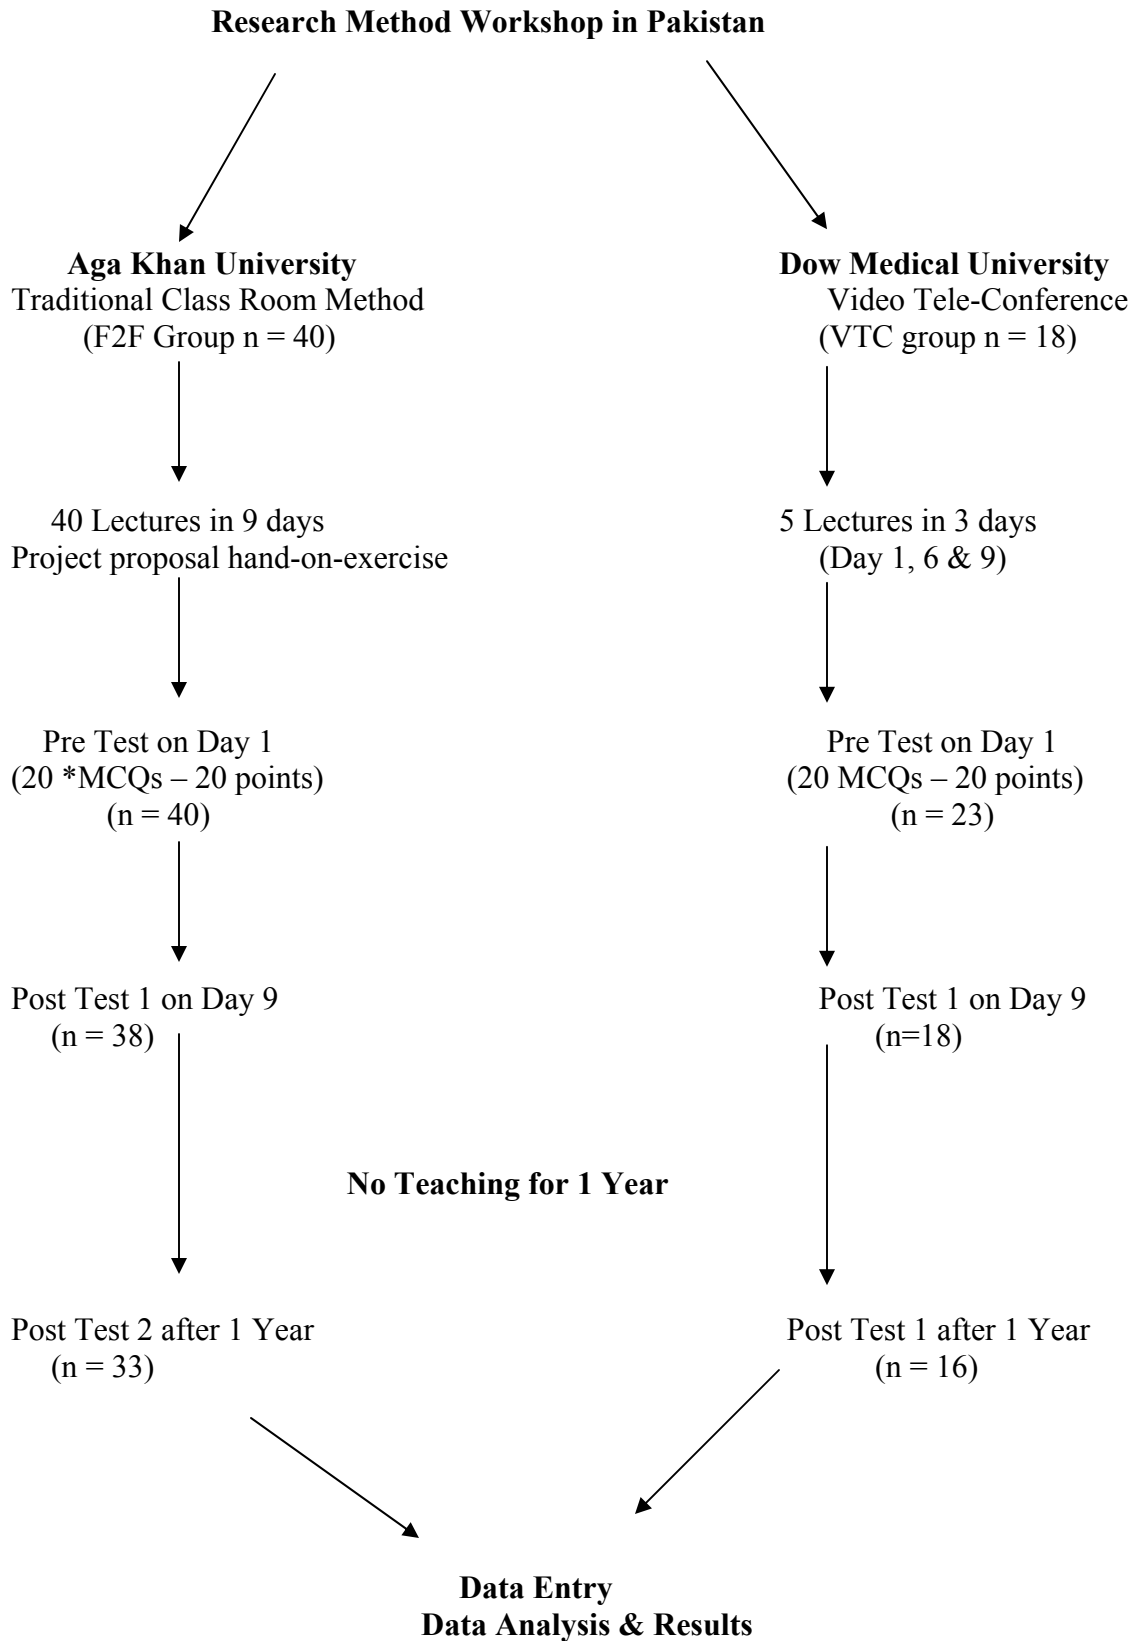 Research Method Workshop in Pakistan
Aga Khan University
Traditional Class Room Method
(F2F Group n = 40)
Dow Medical University
Video Tele-Conference
(VTC group n = 18)
40 Lectures in 9 days
Project proposal hand-on-exercise
5 Lectures in 3 days
(Day 1, 6 & 9)
Pre Test on Day 1
(20 *MCQs – 20 points)
(n = 40)
Pre Test on Day 1
(20 MCQs – 20 points)
(n = 23)
Post Test 1 on Day 9
(n = 38)
Post Test 1 on Day 9
(n=18)
No Teaching for 1 Year
Post Test 2 after 1 Year
(n = 33)
Post Test 1 after 1 Year
(n = 16)
Data Entry
Data Analysis & Results